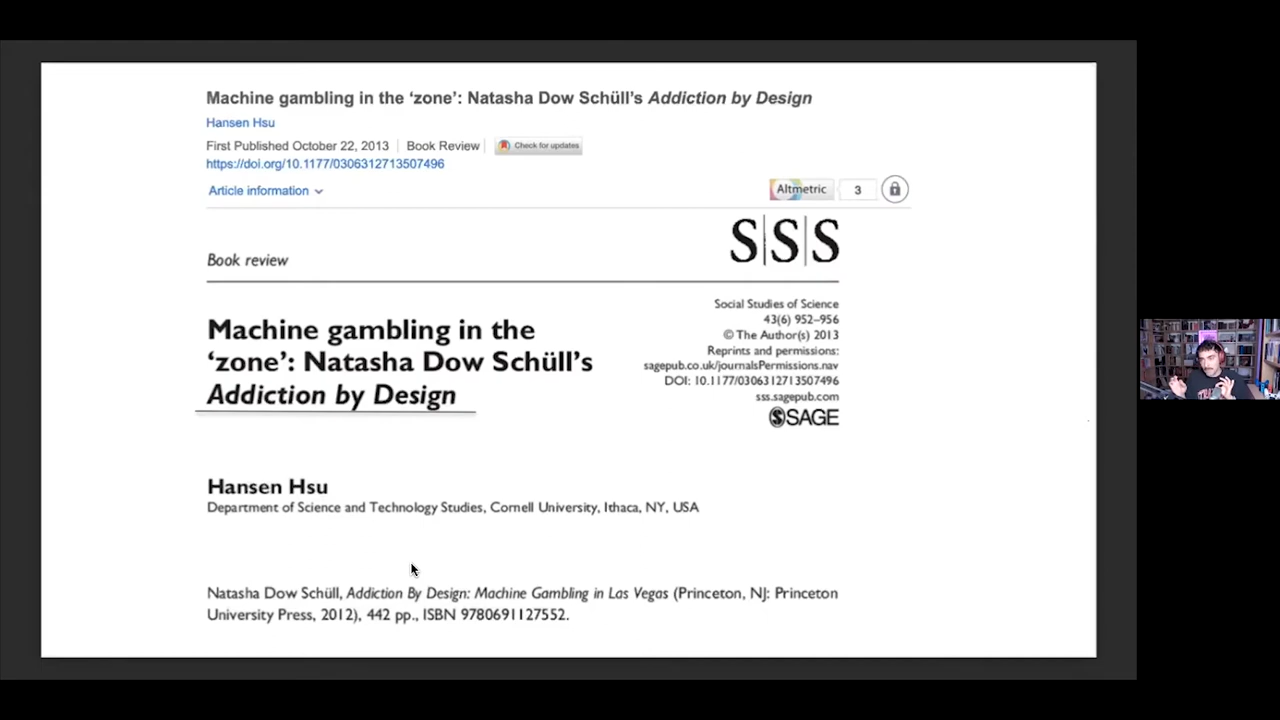 Machine gambling in the ‘zone’: Natasha Dow Schüll’s Addiction by Design
Hansen Hsu
First Published October 22, 2013 Book Review Check for updates
https://doi.org/10.1177/0306312713507496
Article information
Altmetric 3
S|S|S
Book review
Social Studies of Science
43(6) 952–956
© The Author(s) 2013
Reprints and permissions:
sagepub.co.uk/journalsPermissions.nav
DOI: 10.1177/0306312713507496
sss.sagepub.com
SAGE
Machine gambling in the
‘zone’: Natasha Dow Schüll’s
Addiction by Design
Hansen Hsu
Department of Science and Technology Studies, Cornell University, Ithaca, NY, USA
Natasha Dow Schüll, Addiction By Design: Machine Gambling in Las Vegas (Princeton, NJ: Princeton
University Press, 2012), 442 pp., ISBN 9780691127552.